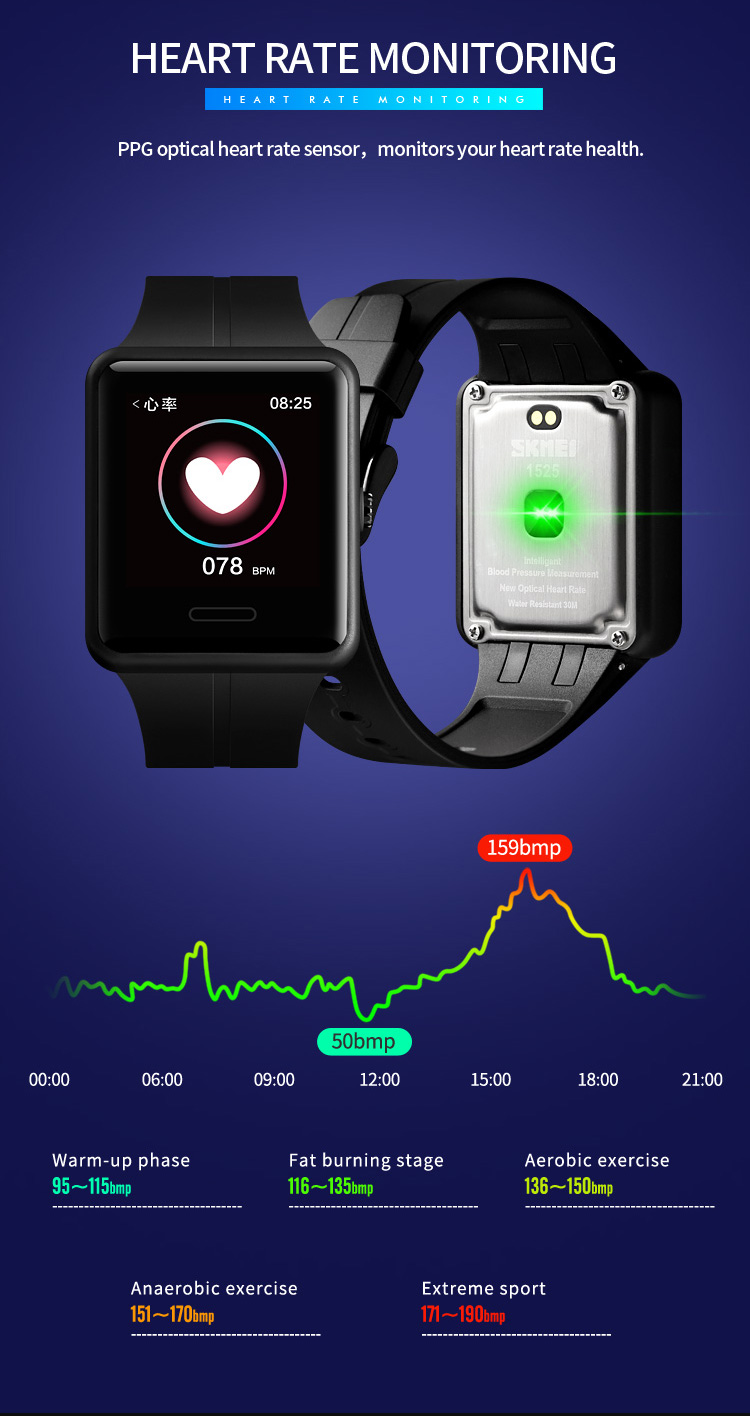 HEART RATE MONITORING
HEART RATE MONITORING
PPG optical heart rate sensor，monitors your heart rate health.
< 心率 08:25
078 BPM
SKMEI
1525
Intelligent
Blood Pressure Measurement
New Optical Heart Rate
Water Resistant 30M
159bmp
50bmp
00:00 06:00 09:00 12:00 15:00 18:00 21:00
Warm-up phase
95~115bmp
Fat burning stage
116~135bmp
Aerobic exercise
136~150bmp
Anaerobic exercise
151~170bmp
Extreme sport
171~190bmp